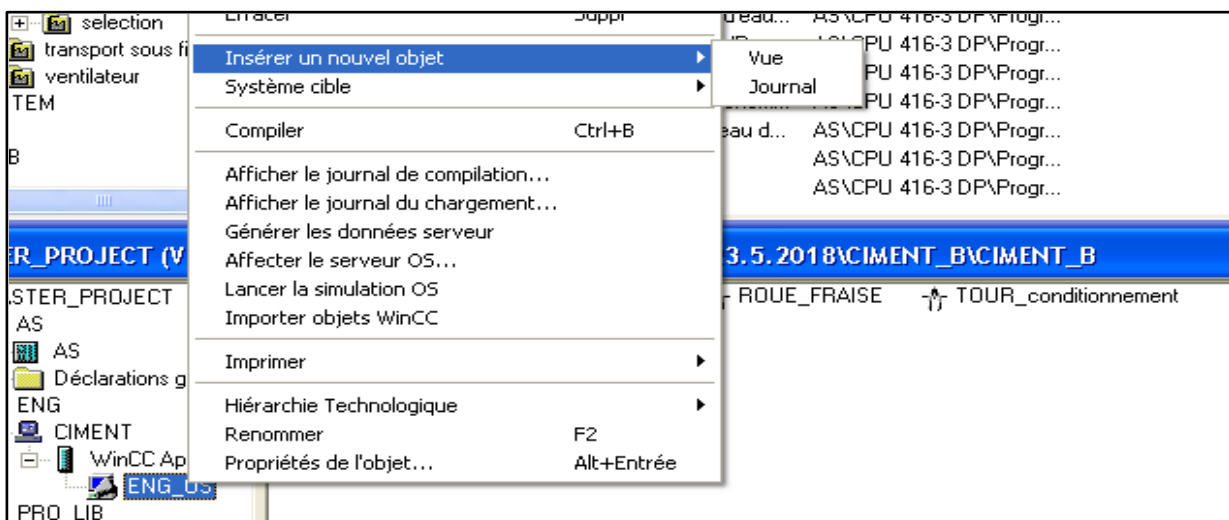 selection
transport sous fi
ventilateur
TEM
B
Effacer Suppr
Insérer un nouvel objet
Système cible
Compiler Ctrl+B
Afficher le journal de compilation...
Afficher le journal du chargement...
Générer les données serveur
Affecter le serveur OS...
Lancer la simulation OS
Importer objets WinCC
Imprimer
Hiérarchie Technologique
Renommer F2
Propriétés de l'objet... Alt+Entrée
Vue
Journal
AS\CPU 416-3 DP\Progr...
CPU 416-3 DP\Progr...
PU 416-3 DP\Progr...
PU 416-3 DP\Progr...
eau d... AS\CPU 416-3 DP\Progr...
AS\CPU 416-3 DP\Progr...
AS\CPU 416-3 DP\Progr...
ER_PROJECT (V
3.5.2018\CIMENT_B\CIMENT_B
STER_PROJECT
AS
AS
Déclarations g
ENG
CIMENT
WinCC Ap
ENG_OS
PRO_LIB
ROUE_FRAISE TOUR_conditionnement